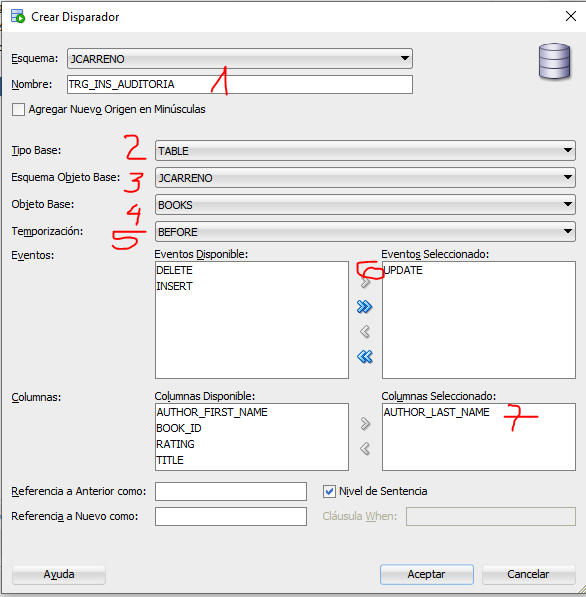 Crear Disparador
Esquema: JCARRENO
Nombre: TRG_INS_AUDITORIA 1
Agregar Nuevo Origen en Minúsculas
Tipo Base: 2 TABLE
Esquema Objeto Base: 3 JCARRENO
Objeto Base: 4 BOOKS
Temporización: 5 BEFORE
Eventos: Eventos Disponible: Eventos Seleccionado:
DELETE 6 UPDATE
INSERT
Columnas: Columnas Disponible: Columnas Seleccionado:
AUTHOR_FIRST_NAME AUTHOR_LAST_NAME 7
BOOK_ID
RATING
TITLE
Referencia a Anterior como: Nivel de Sentencia
Referencia a Nuevo como: Cláusula When:
Ayuda Aceptar Cancelar